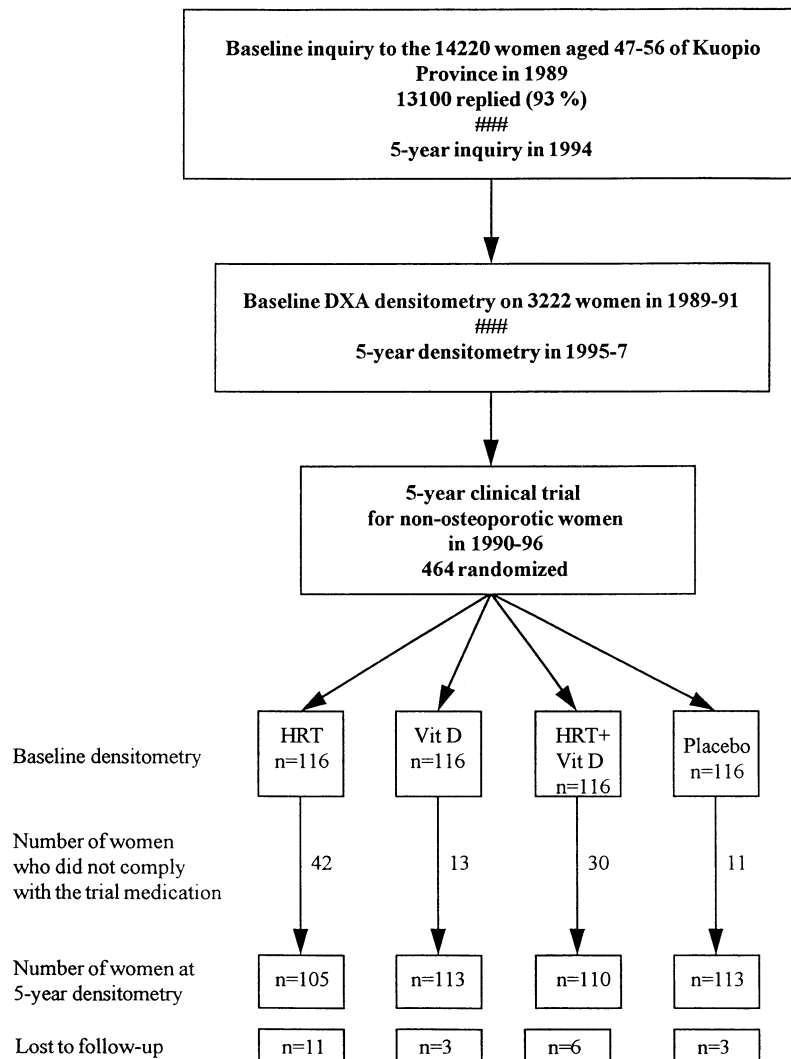 Baseline inquiry to the 14220 women aged 47-56 of Kuopio
Province in 1989
13100 replied (93 %)
###
5-year inquiry in 1994
Baseline DXA densitometry on 3222 women in 1989-91
###
5-year densitometry in 1995-7
5-year clinical trial
for non-osteoporotic women
in 1990-96
464 randomized
Baseline densitometry
HRT
n=116
Vit D
n=116
HRT+
Vit D
n=116
Placebo
n=116
Number of women
who did not comply
with the trial medication
42
13
30
11
Number of women at
5-year densitometry
n=105
n=113
n=110
n=113
Lost to follow-up
n=11
n=3
n=6
n=3